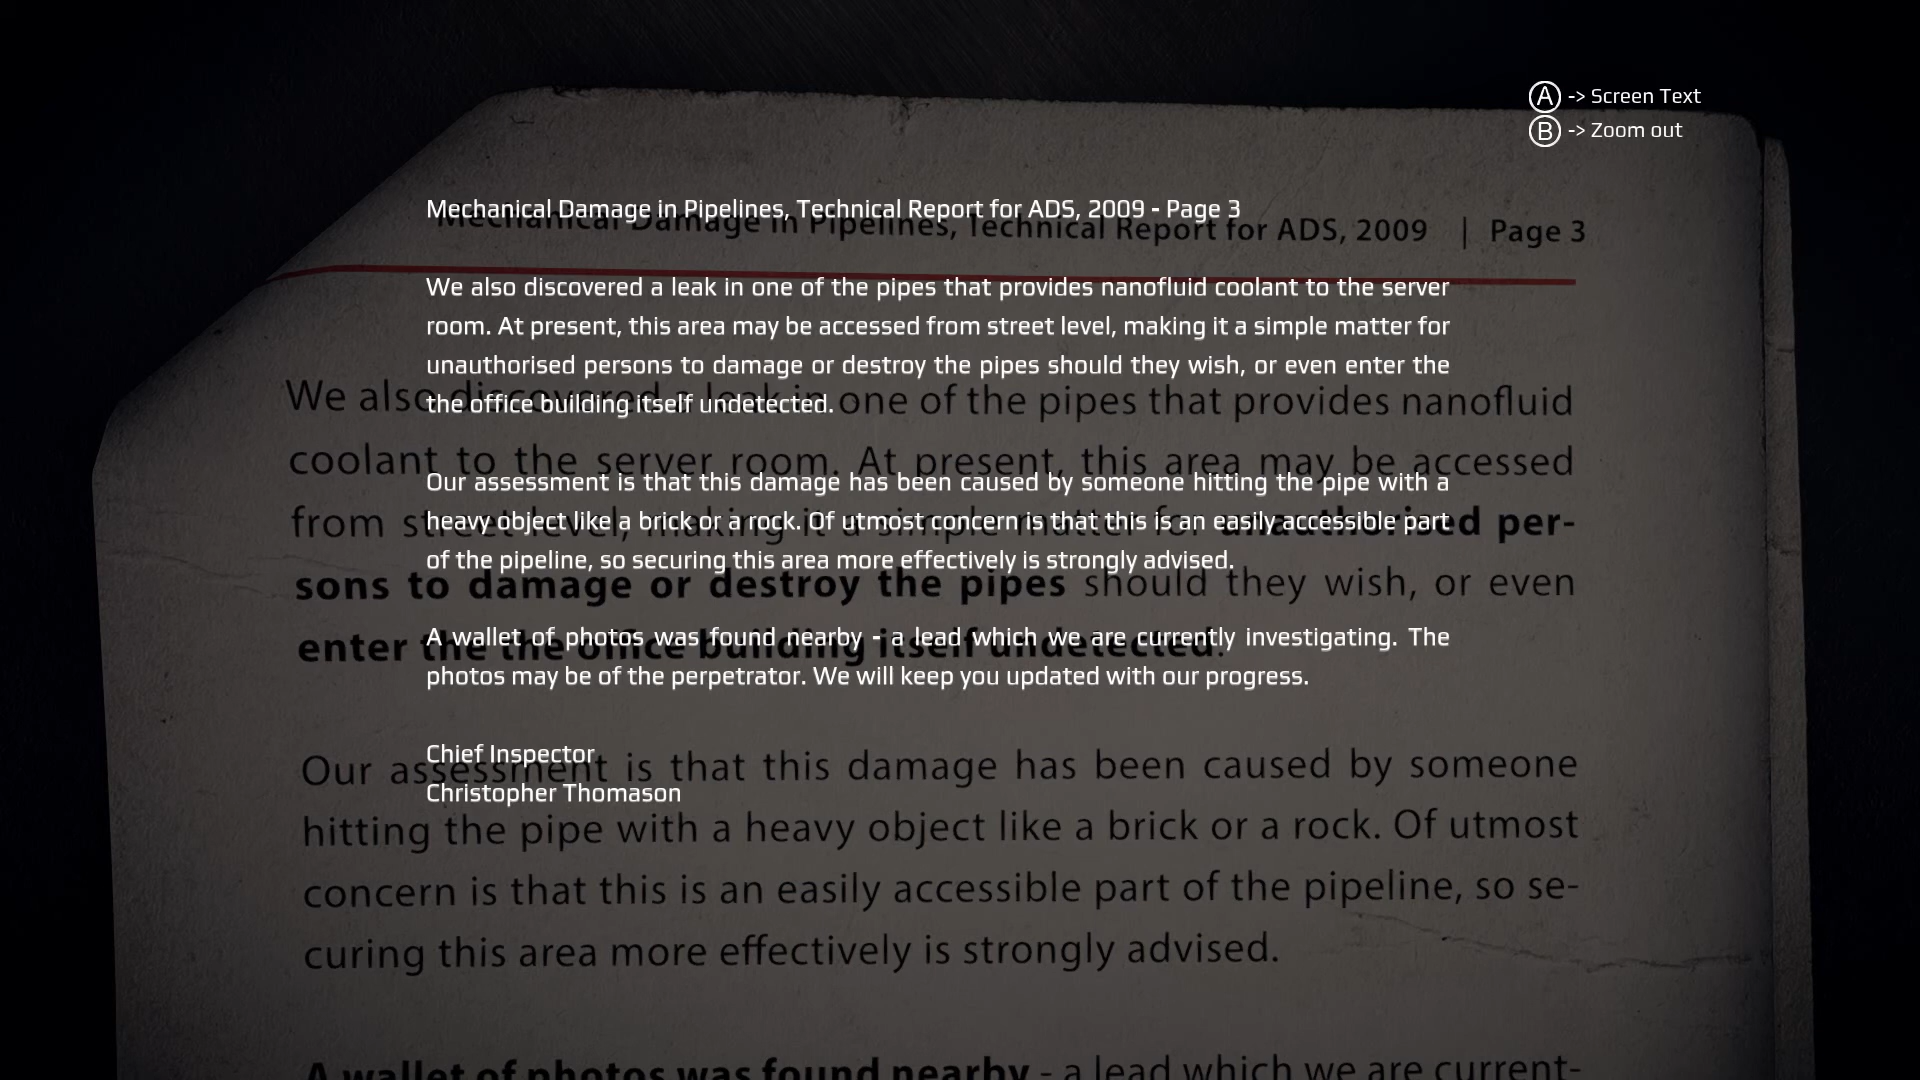 Ⓐ -> Screen Text
Ⓑ -> Zoom out
Mechanical Damage in Pipelines, Technical Report for ADS, 2009 - Page 3
We also discovered a leak in one of the pipes that provides nanofluid coolant to the server
room. At present, this area may be accessed from street level, making it a simple matter for
unauthorised persons to damage or destroy the pipes should they wish, or even enter the
the office building itself undetected.
Our assessment is that this damage has been caused by someone hitting the pipe with a
heavy object like a brick or a rock. Of utmost concern is that this is an easily accessible part
of the pipeline, so securing this area more effectively is strongly advised.
A wallet of photos was found nearby - a lead which we are currently investigating. The
photos may be of the perpetrator. We will keep you updated with our progress.
Chief Inspector
Christopher Thomason
Mechanical Damage in Pipelines, Technical Report for ADS, 2009 | Page 3
We also discovered a leak in one of the pipes that provides nanofluid
coolant to the server room. At present, this area may be accessed
from street level, making it a simple matter for unauthorised per-
sons to damage or destroy the pipes should they wish, or even
enter the the office building itself undetected.
Our assessment is that this damage has been caused by someone
hitting the pipe with a heavy object like a brick or a rock. Of utmost
concern is that this is an easily accessible part of the pipeline, so se-
curing this area more effectively is strongly advised.
A wallet of photos was found nearby - a lead which we are current-